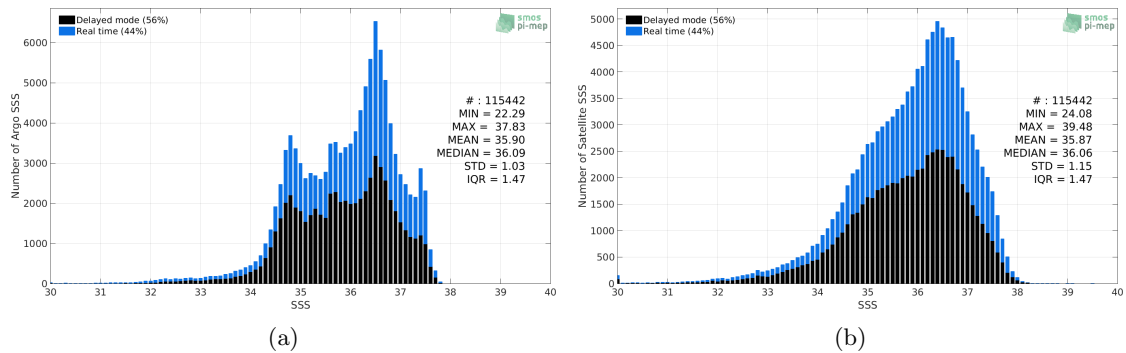 Delayed mode (56%)
Real time (44%)
smos
pi-mep
6000
5000
4000
3000
2000
1000
0
Number of Argo SSS
# : 115442
MIN = 22.29
MAX = 37.83
MEAN = 35.90
MEDIAN = 36.09
STD = 1.03
IQR = 1.47
30 31 32 33 34 35 36 37 38 39 40
SSS
(a)
Delayed mode (56%)
Real time (44%)
smos
pi-mep
5000
4500
4000
3500
3000
2500
2000
1500
1000
500
0
Number of Satellite SSS
# : 115442
MIN = 24.08
MAX = 39.48
MEAN = 35.87
MEDIAN = 36.06
STD = 1.15
IQR = 1.47
30 31 32 33 34 35 36 37 38 39 40
SSS
(b)